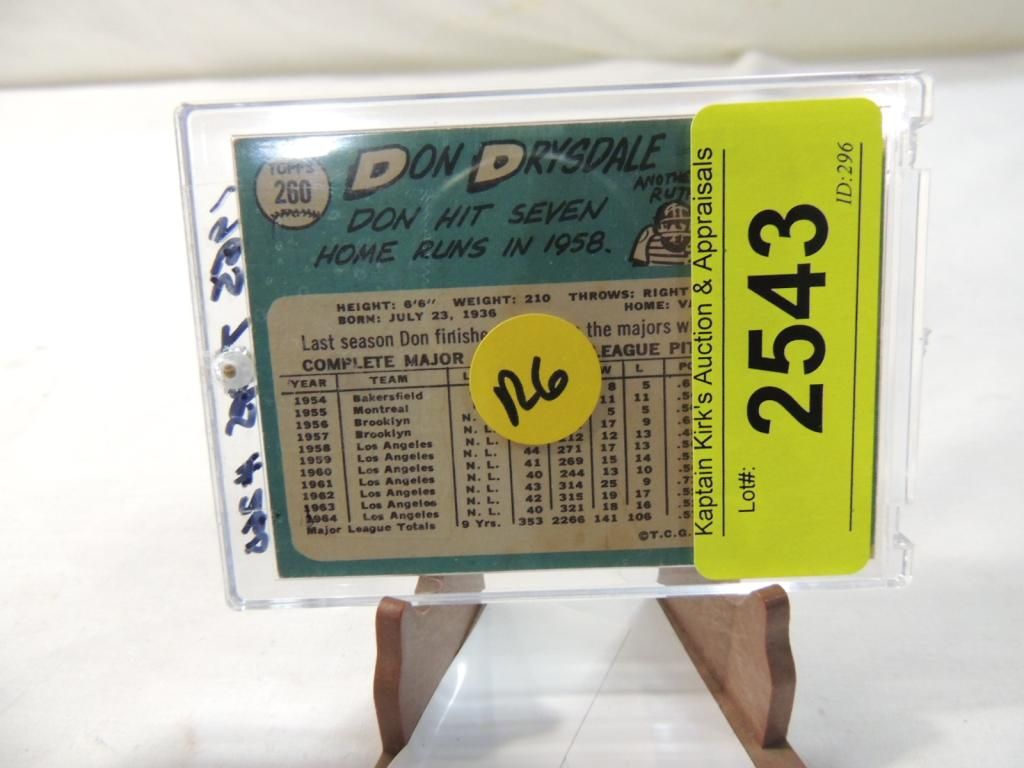 TOPPS
260
DON DRYSDALE
DON HIT SEVEN
HOME RUNS IN 1958.
HEIGHT: 6'6" WEIGHT: 210 THROWS: RIGHT
BORN: JULY 23, 1936 HOME:
Last season Don the majors
COMPLETE MAJOR LEAGUE
YEAR TEAM W L
1954 Bakersfield 8 5
1955 Montreal 11 11
1956 Brooklyn N. L. 5 5
1957 Brooklyn N. L. 17 9
1958 Los Angeles N. L. 44 212 12 13
1959 Los Angeles N. L. 44 271 17 13
1960 Los Angeles N. L. 41 269 15 14
1961 Los Angeles N. L. 40 244 13 10
1962 Los Angeles N. L. 43 314 25 9
1963 Los Angeles N. L. 42 315 19 17
1964 Los Angeles N. L. 40 321 18 16
Major League Totals 9 Yrs. 353 2266 141 106
©T.C.G.
126
Kaptain Kirk's Auction & Appraisals
Lot#:
2543
ID:296